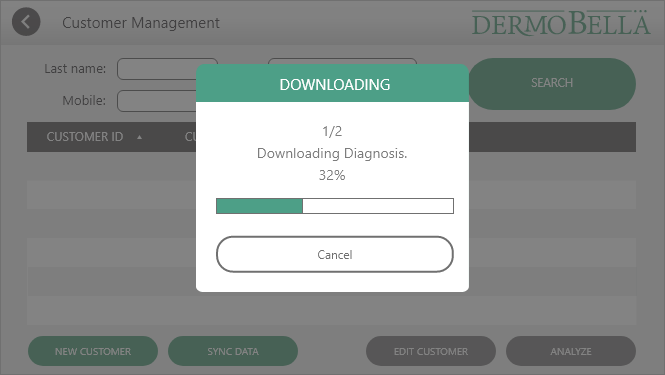 Customer Management
DERMOBELLA
Last name:
SEARCH
Mobile:
DOWNLOADING
CUSTOMER ID
CU
1/2
Downloading Diagnosis.
32%
Cancel
NEW CUSTOMER
SYNC DATA
EDIT CUSTOMER
ANALYZE